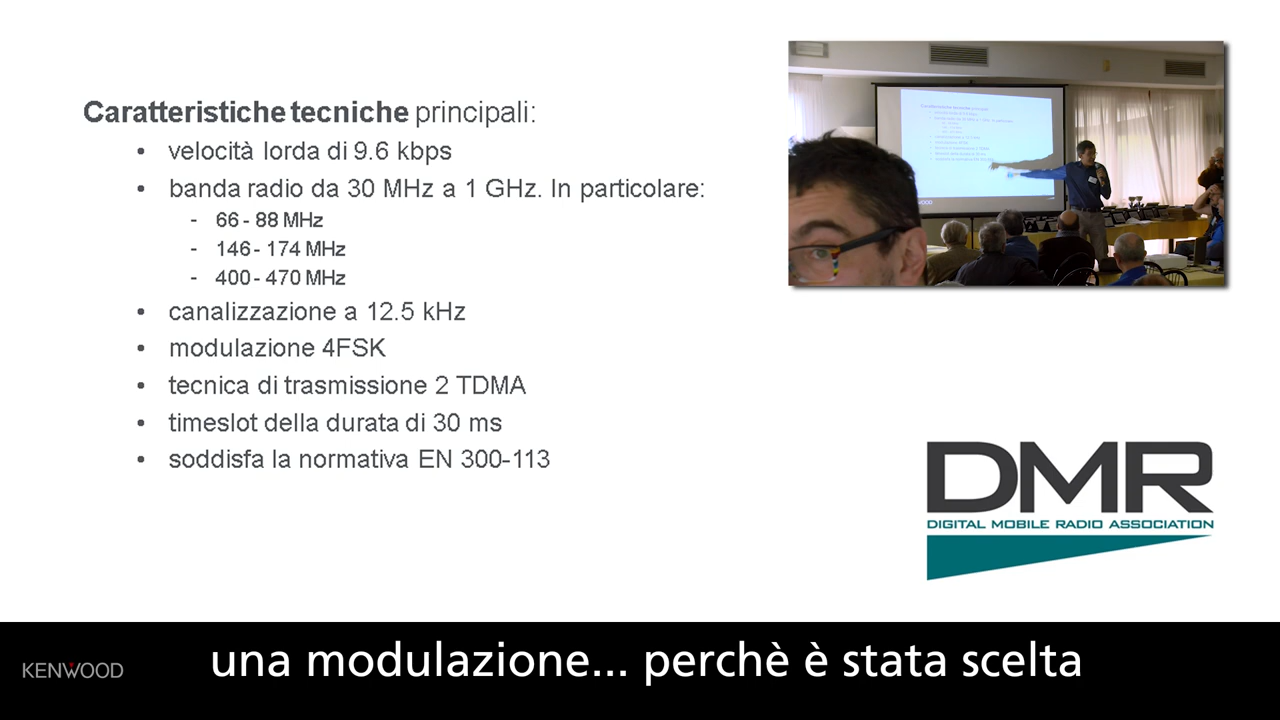 Caratteristiche tecniche principali:
• velocità lorda di 9.6 kbps
• banda radio da 30 MHz a 1 GHz. In particolare:
- 66 - 88 MHz
- 146 - 174 MHz
- 400 - 470 MHz
• canalizzazione a 12.5 kHz
• modulazione 4FSK
• tecnica di trasmissione 2 TDMA
• timeslot della durata di 30 ms
• soddisfa la normativa EN 300-113
DMR
DIGITAL MOBILE RADIO ASSOCIATION
KENWOOD
una modulazione... perchè è stata scelta